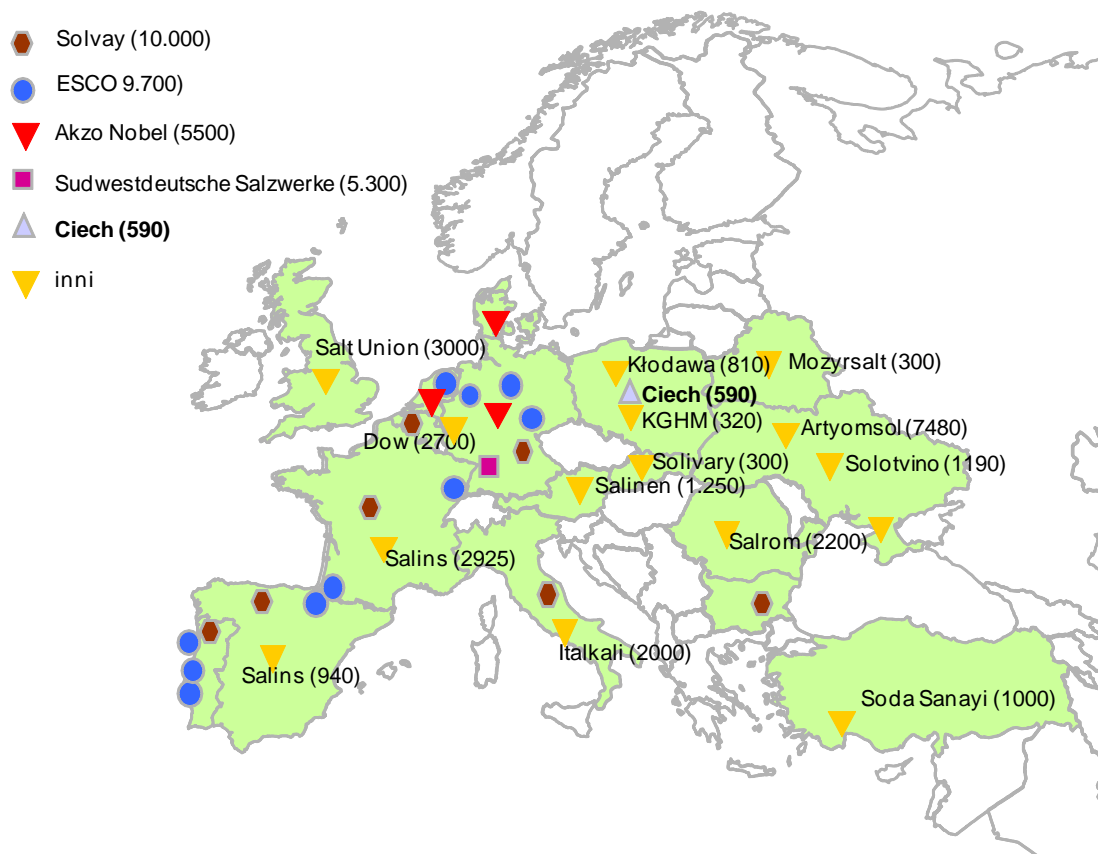 Solvay (10.000)
ESCO 9.700)
Akzo Nobel (5500)
Sudwestdeutsche Salzwerke (5.300)
Ciech (590)
inni
Salt Union (3000)
Kłodawa (810)
Mozyrsalt (300)
Ciech (590)
KGHM (320)
Artyomsol (7480)
Dow (2700)
Solivary (300)
Solotvino (1190)
Salinen (1.250)
Salrom (2200)
Salins (2925)
Italkali (2000)
Salins (940)
Soda Sanayi (1000)